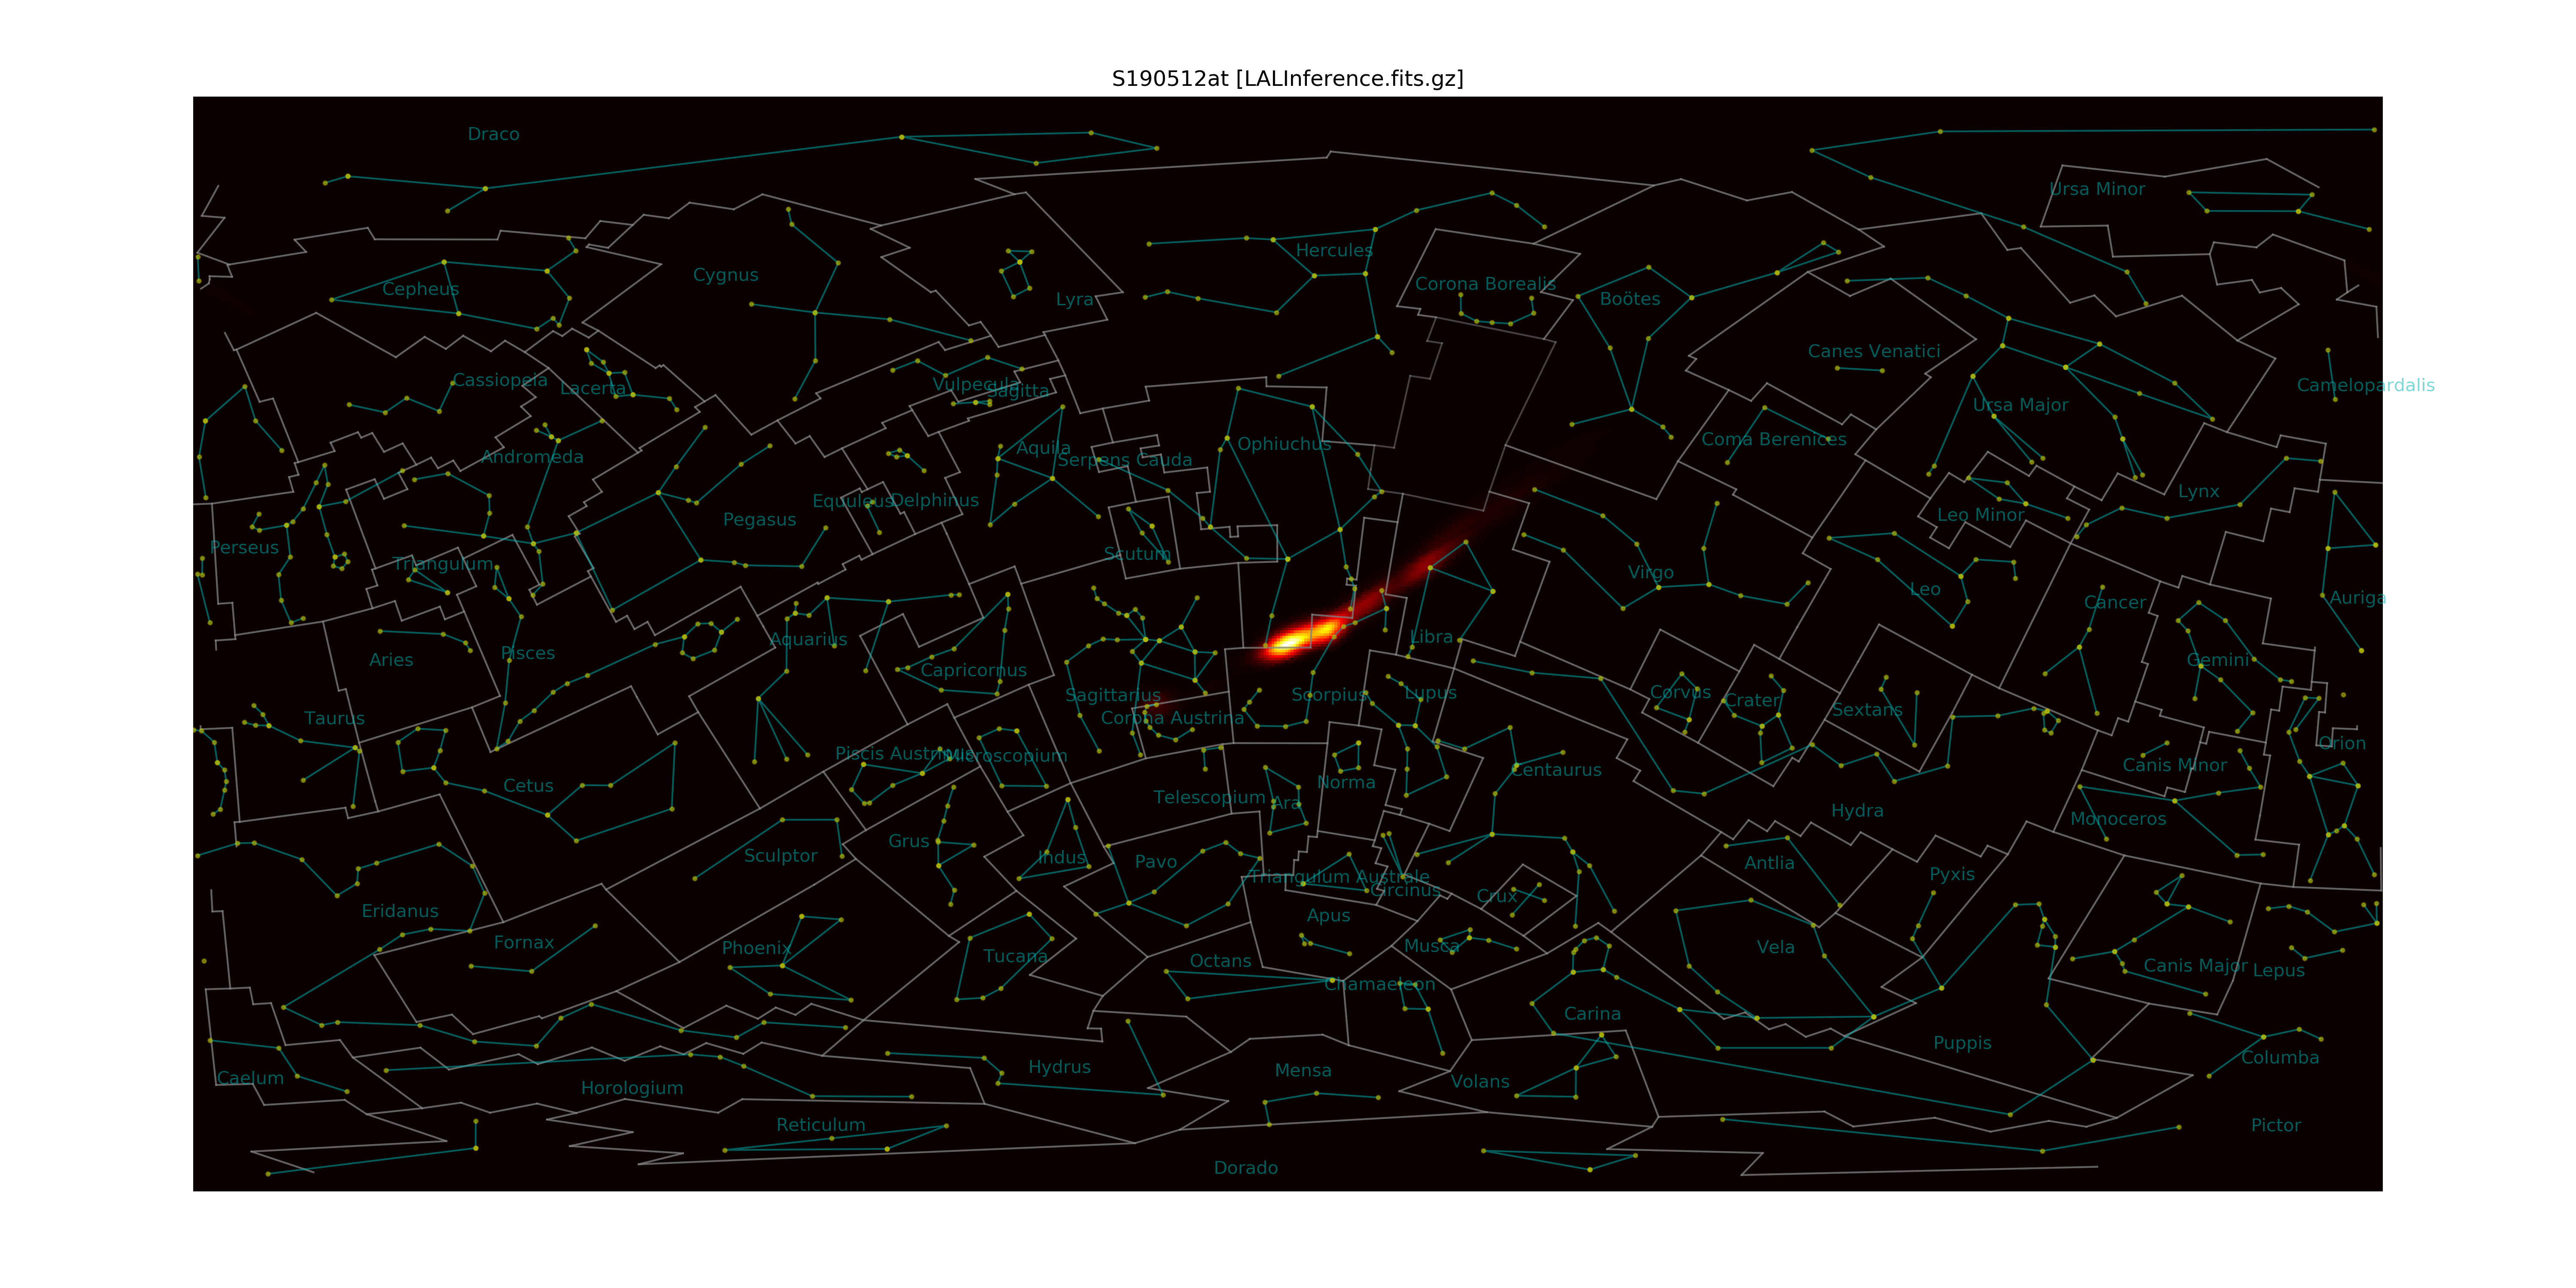 S190512at [LALInference.fits.gz]
Draco
Ursa Minor
Hercules
Cygnus
Corona Borealis
Cepheus
Lyra
Boötes
Canes Venatici
Cassiopeia
Lacerta
Vulpecula
Sagitta
Camelopardalis
Ursa Major
Coma Berenices
Ophiuchus
Aquila
Andromeda
Serpens Cauda
Lynx
Equuleus
Delphinus
Leo Minor
Pegasus
Perseus
Scutum
Triangulum
Virgo
Leo
Auriga
Cancer
Libra
Aquarius
Pisces
Aries
Gemini
Capricornus
Sagittarius
Scorpius
Lupus
Corvus
Crater
Sextans
Taurus
Corona Austrina
Orion
Piscis Austrinus
Microscopium
Canis Minor
Centaurus
Norma
Cetus
Telescopium
Ara
Hydra
Monoceros
Grus
Sculptor
Indus
Pavo
Antlia
Pyxis
Triangulum Australe
Circinus
Crux
Eridanus
Apus
Fornax
Phoenix
Musca
Vela
Tucana
Octans
Canis Major
Lepus
Chamaeleon
Carina
Puppis
Columba
Hydrus
Mensa
Caelum
Volans
Horologium
Reticulum
Pictor
Dorado